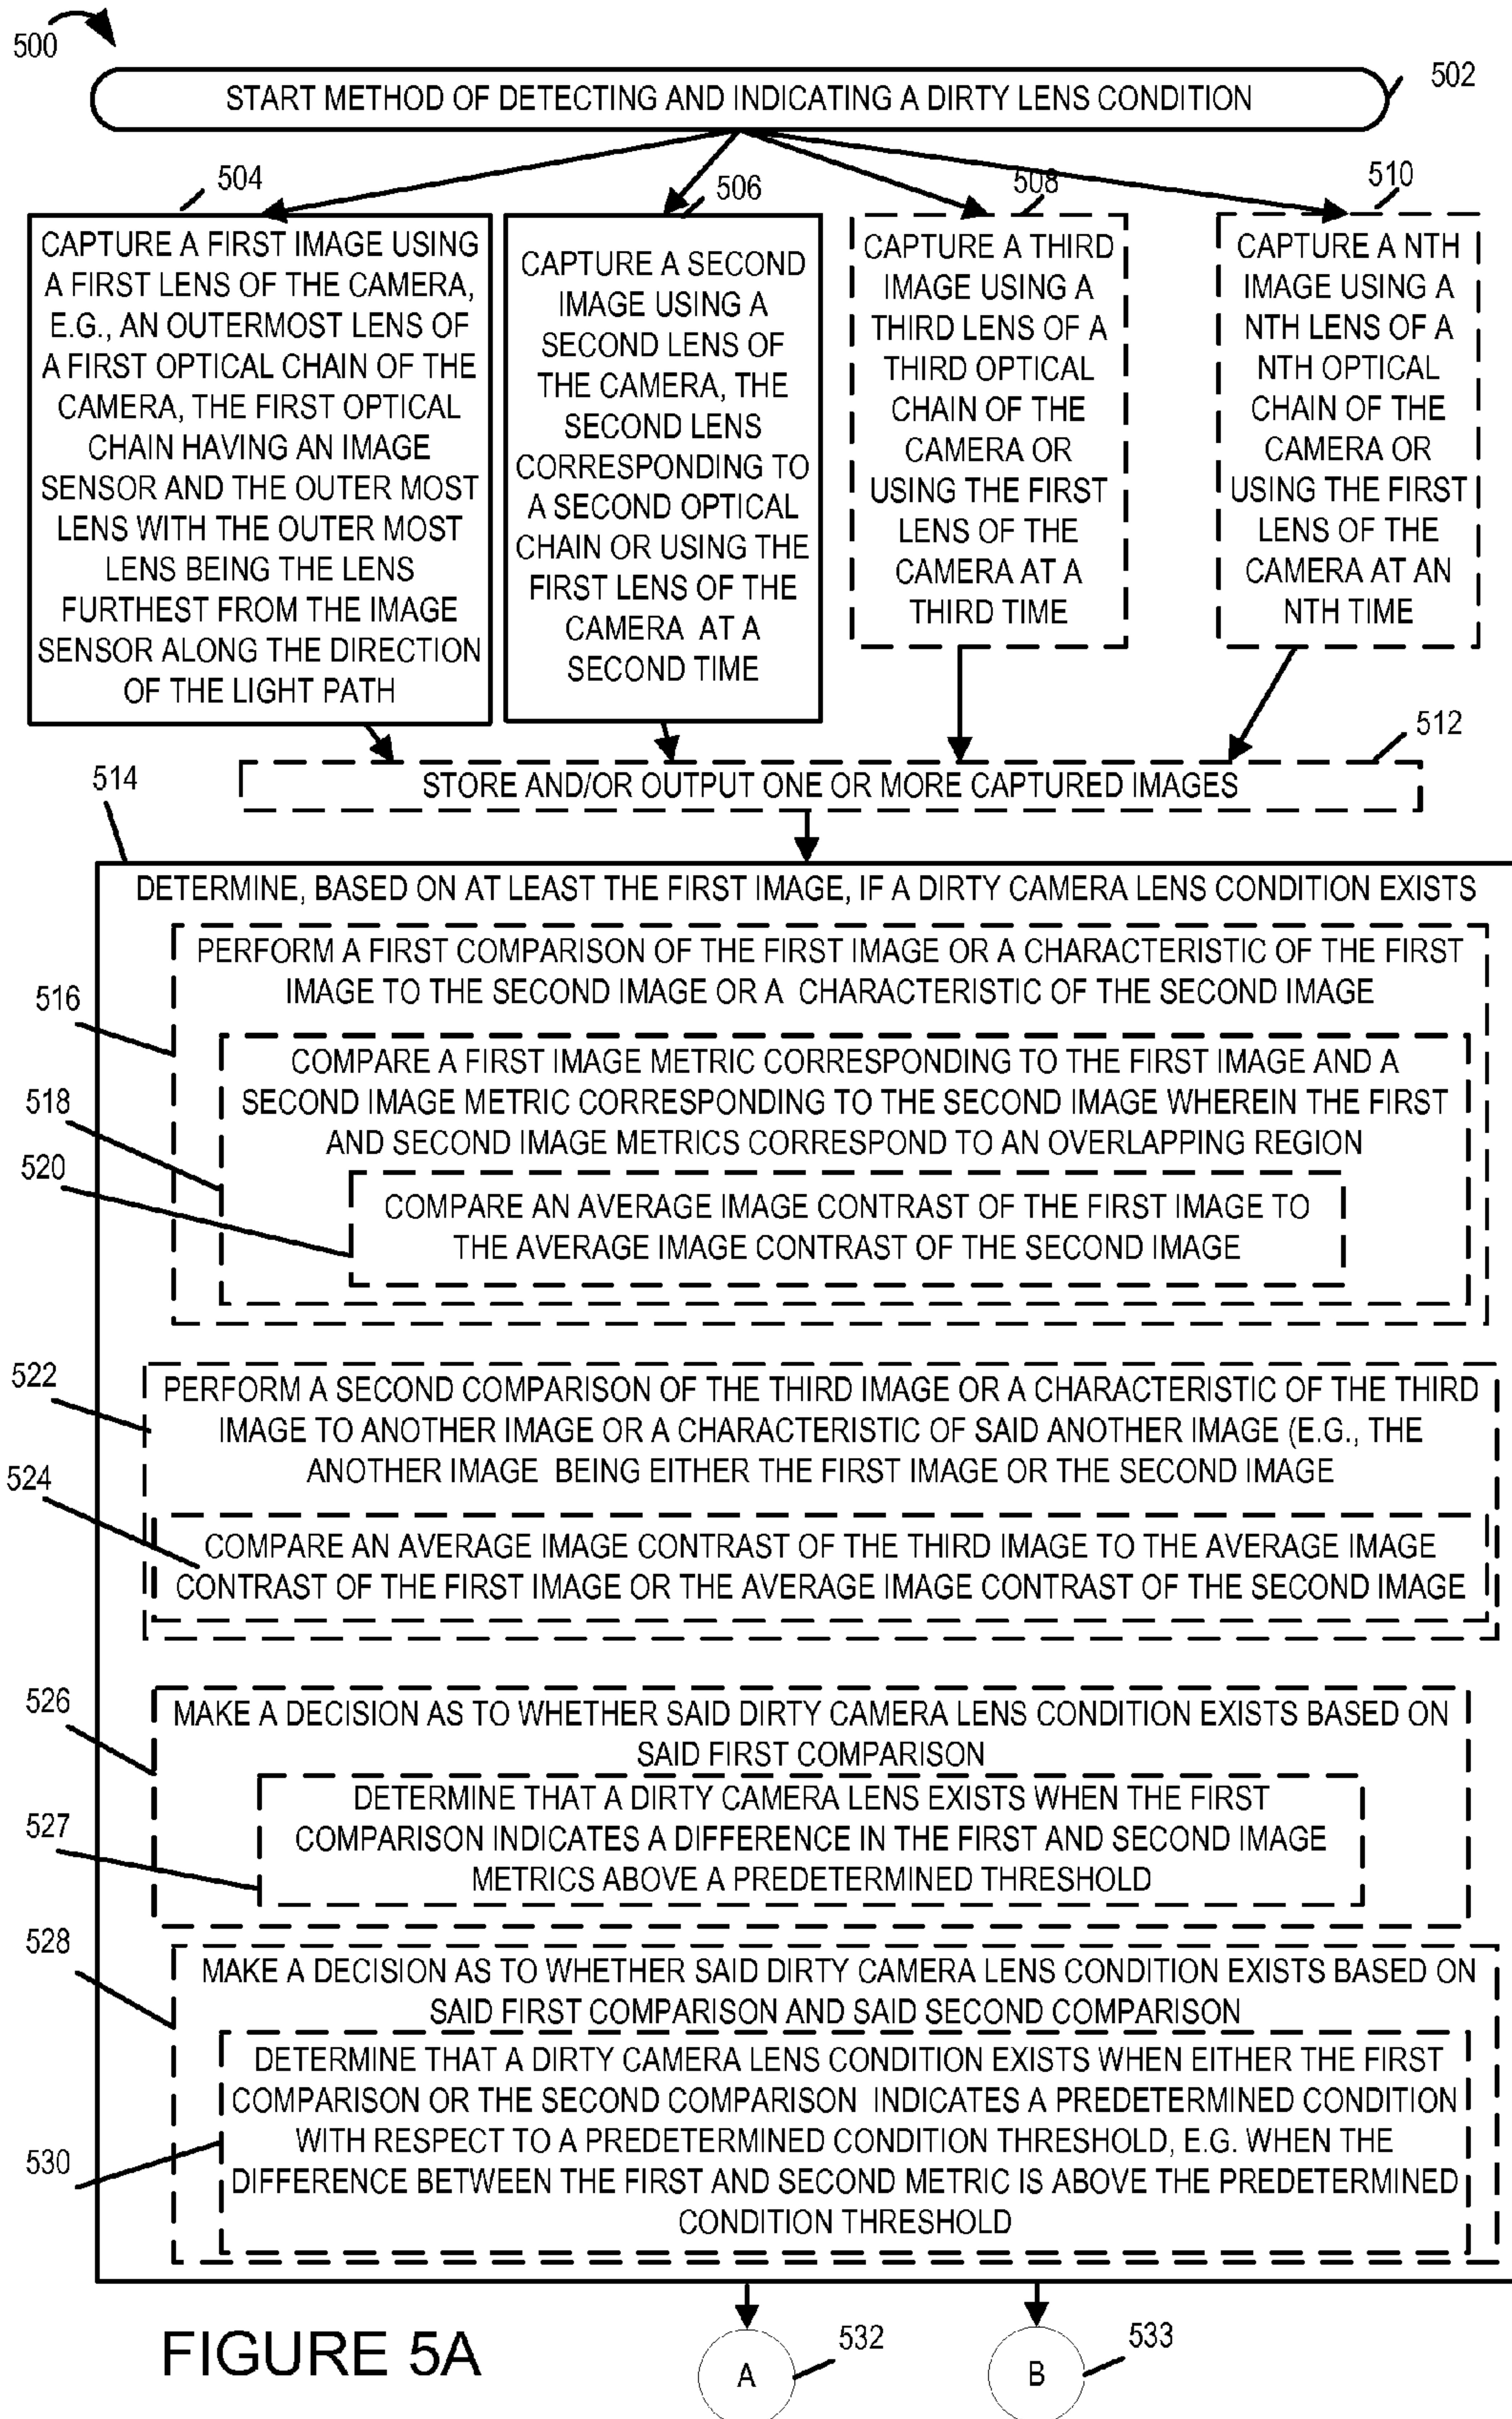 500
START METHOD OF DETECTING AND INDICATING A DIRTY LENS CONDITION
502
504
CAPTURE A FIRST IMAGE USING
A FIRST LENS OF THE CAMERA,
E.G., AN OUTERMOST LENS OF
A FIRST OPTICAL CHAIN OF THE
CAMERA, THE FIRST OPTICAL
CHAIN HAVING AN IMAGE
SENSOR AND THE OUTER MOST
LENS WITH THE OUTER MOST
LENS BEING THE LENS
FURTHEST FROM THE IMAGE
SENSOR ALONG THE DIRECTION
OF THE LIGHT PATH
506
CAPTURE A SECOND
IMAGE USING A
SECOND LENS OF
THE CAMERA, THE
SECOND LENS
CORRESPONDING TO
A SECOND OPTICAL
CHAIN OR USING THE
FIRST LENS OF THE
CAMERA AT A
SECOND TIME
508
CAPTURE A THIRD
IMAGE USING A
THIRD LENS OF A
THIRD OPTICAL
CHAIN OF THE
CAMERA OR
USING THE FIRST
LENS OF THE
CAMERA AT A
THIRD TIME
510
CAPTURE A NTH
IMAGE USING A
NTH LENS OF A
NTH OPTICAL
CHAIN OF THE
CAMERA OR
USING THE FIRST
LENS OF THE
CAMERA AT AN
NTH TIME
512
STORE AND/OR OUTPUT ONE OR MORE CAPTURED IMAGES
514
DETERMINE, BASED ON AT LEAST THE FIRST IMAGE, IF A DIRTY CAMERA LENS CONDITION EXISTS
516
PERFORM A FIRST COMPARISON OF THE FIRST IMAGE OR A CHARACTERISTIC OF THE FIRST
IMAGE TO THE SECOND IMAGE OR A CHARACTERISTIC OF THE SECOND IMAGE
518
COMPARE A FIRST IMAGE METRIC CORRESPONDING TO THE FIRST IMAGE AND A
SECOND IMAGE METRIC CORRESPONDING TO THE SECOND IMAGE WHEREIN THE FIRST
AND SECOND IMAGE METRICS CORRESPOND TO AN OVERLAPPING REGION
520
COMPARE AN AVERAGE IMAGE CONTRAST OF THE FIRST IMAGE TO
THE AVERAGE IMAGE CONTRAST OF THE SECOND IMAGE
522
PERFORM A SECOND COMPARISON OF THE THIRD IMAGE OR A CHARACTERISTIC OF THE THIRD
IMAGE TO ANOTHER IMAGE OR A CHARACTERISTIC OF SAID ANOTHER IMAGE (E.G., THE
ANOTHER IMAGE BEING EITHER THE FIRST IMAGE OR THE SECOND IMAGE
524
COMPARE AN AVERAGE IMAGE CONTRAST OF THE THIRD IMAGE TO THE AVERAGE IMAGE
CONTRAST OF THE FIRST IMAGE OR THE AVERAGE IMAGE CONTRAST OF THE SECOND IMAGE
526
MAKE A DECISION AS TO WHETHER SAID DIRTY CAMERA LENS CONDITION EXISTS BASED ON
SAID FIRST COMPARISON
527
DETERMINE THAT A DIRTY CAMERA LENS EXISTS WHEN THE FIRST
COMPARISON INDICATES A DIFFERENCE IN THE FIRST AND SECOND IMAGE
METRICS ABOVE A PREDETERMINED THRESHOLD
528
MAKE A DECISION AS TO WHETHER SAID DIRTY CAMERA LENS CONDITION EXISTS BASED ON
SAID FIRST COMPARISON AND SAID SECOND COMPARISON
530
DETERMINE THAT A DIRTY CAMERA LENS CONDITION EXISTS WHEN EITHER THE FIRST
COMPARISON OR THE SECOND COMPARISON INDICATES A PREDETERMINED CONDITION
WITH RESPECT TO A PREDETERMINED CONDITION THRESHOLD, E.G. WHEN THE
DIFFERENCE BETWEEN THE FIRST AND SECOND METRIC IS ABOVE THE PREDETERMINED
CONDITION THRESHOLD
FIGURE 5A
A
532
B
533